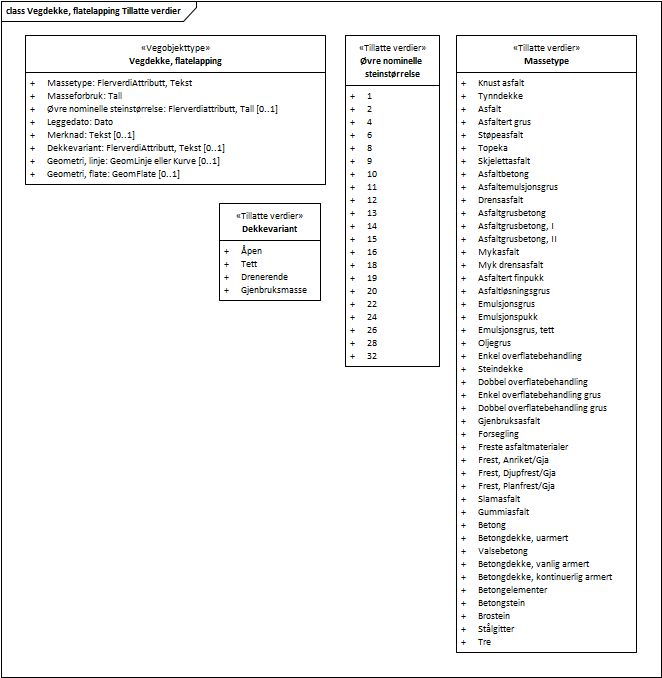 class Vegdekke, flatelapping Tillatte verdier
«Vegobjekttype»
Vegdekke, flatelapping
+ Massetype: FlerverdiAttributt, Tekst
+ Masseforbruk: Tall
+ Øvre nominelle steinstørrelse: Flerverdiattributt, Tall [0..1]
+ Leggedato: Dato
+ Merknad: Tekst [0..1]
+ Dekkevariant: FlerverdiAttributt, Tekst [0..1]
+ Geometri, linje: GeomLinje eller Kurve [0..1]
+ Geometri, flate: GeomFlate [0..1]
«Tillatte verdier»
Dekkevariant
+ Åpen
+ Tett
+ Drenerende
+ Gjenbruksmasse
«Tillatte verdier»
Øvre nominelle
steinstørrelse
+ 1
+ 2
+ 4
+ 6
+ 8
+ 9
+ 10
+ 11
+ 12
+ 13
+ 14
+ 15
+ 16
+ 18
+ 19
+ 20
+ 22
+ 24
+ 26
+ 28
+ 32
«Tillatte verdier»
Massetype
+ Knust asfalt
+ Tynndekke
+ Asfalt
+ Asfaltert grus
+ Støpeasfalt
+ Topeka
+ Skjelettasfalt
+ Asfaltbetong
+ Asfaltemulsjonsgrus
+ Drensasfalt
+ Asfaltgrusbetong
+ Asfaltgrusbetong, I
+ Asfaltgrusbetong, II
+ Mykasfalt
+ Myk drensasfalt
+ Asfaltert finpukk
+ Asfaltløsningsgrus
+ Emulsjonsgrus
+ Emulsjonspukk
+ Emulsjonsgrus, tett
+ Oljegrus
+ Enkel overflatebehandling
+ Steindekke
+ Dobbel overflatebehandling
+ Enkel overflatebehandling grus
+ Dobbel overflatebehandling grus
+ Gjenbruksasfalt
+ Forsegling
+ Freste asfaltmaterialer
+ Frest, Anriket/Gja
+ Frest, Djupfrest/Gja
+ Frest, Planfrest/Gja
+ Slamasfalt
+ Gummiasfalt
+ Betong
+ Betongdekke, uarmert
+ Valsebetong
+ Betongdekke, vanlig armert
+ Betongdekke, kontinuerlig armert
+ Betongelementer
+ Betongstein
+ Brostein
+ Stålgitter
+ Tre